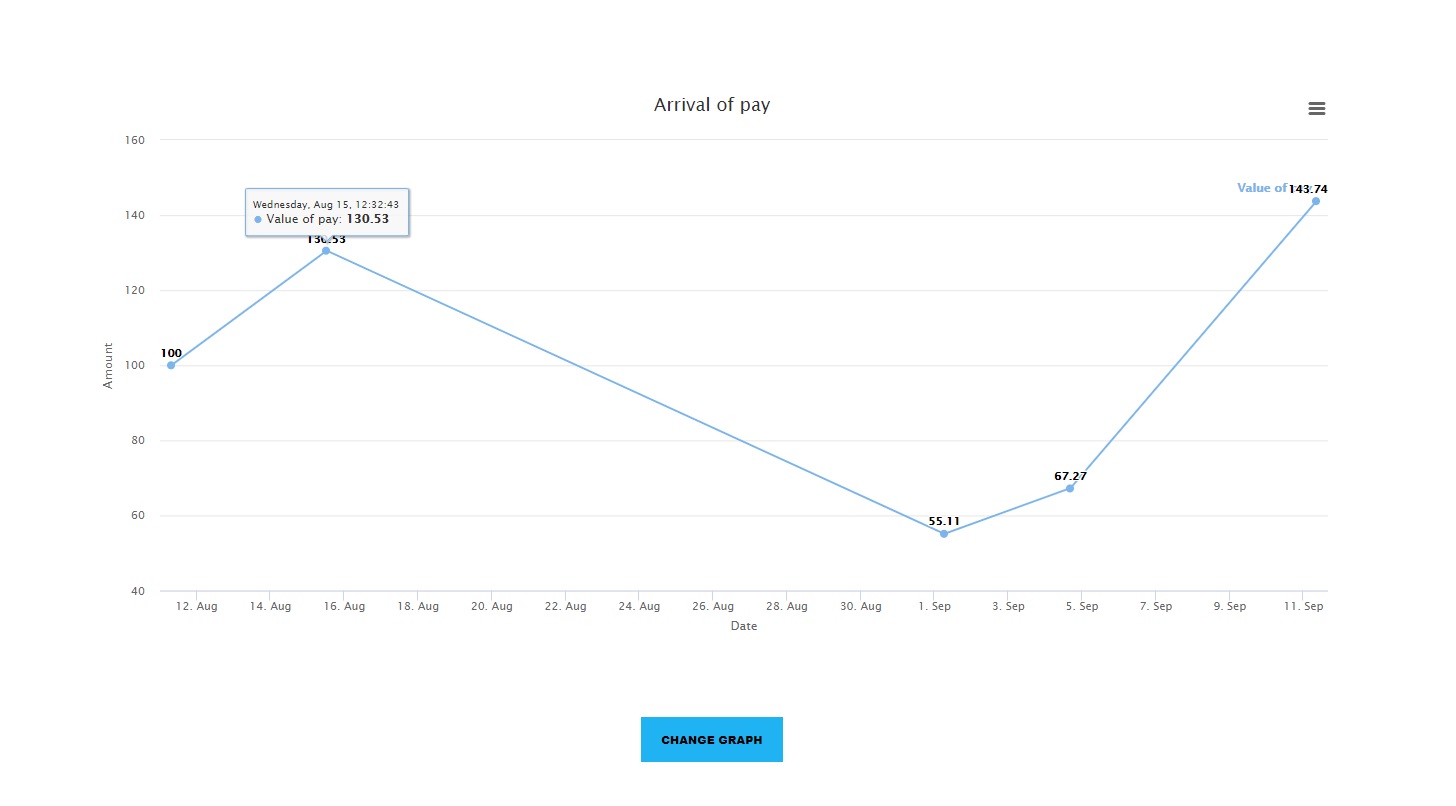 Arrival of pay
160
140
120
100
80
60
40
Amount
Wednesday, Aug 15, 12:32:43
Value of pay: 130.53
130.53
100
55.11
67.27
Value of
143.74
12. Aug
14. Aug
16. Aug
18. Aug
20. Aug
22. Aug
24. Aug
26. Aug
28. Aug
30. Aug
1. Sep
3. Sep
5. Sep
7. Sep
9. Sep
11. Sep
Date
CHANGE GRAPH